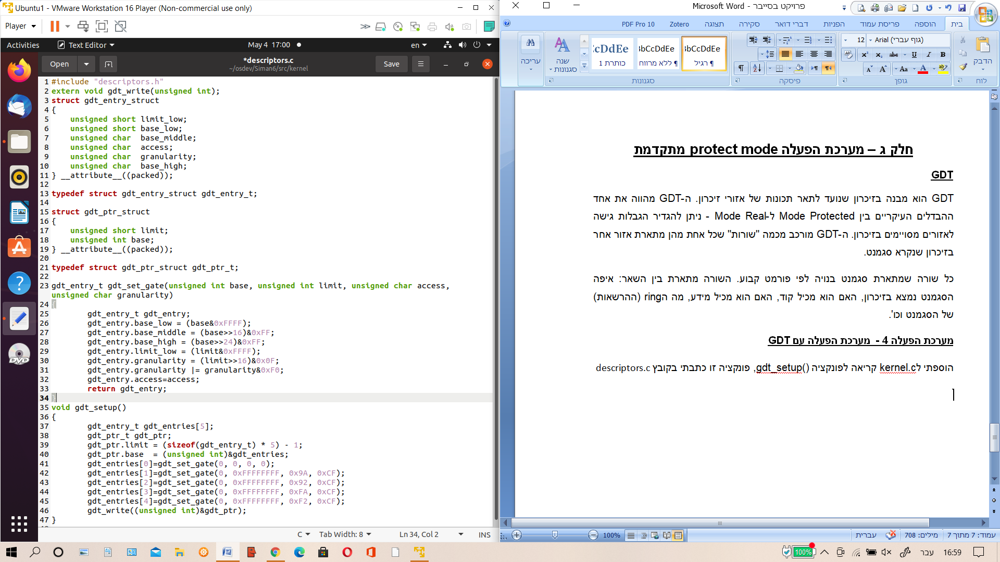 Ubuntu1 - VMware Workstation 16 Player (Non-commercial use only)
Player
Activities
Text Editor
May 4 17:00
en
Open
*descriptors.c
~/osdev/Siman6/src/kernel
Save
1 #include "descriptors.h"
2 extern void gdt_write(unsigned int);
3 struct gdt_entry_struct
4 {
5 unsigned short limit_low;
6 unsigned short base_low;
7 unsigned char base_middle;
8 unsigned char access;
9 unsigned char granularity;
10 unsigned char base_high;
11 } __attribute__((packed));
12
13 typedef struct gdt_entry_struct gdt_entry_t;
14
15 struct gdt_ptr_struct
16 {
17 unsigned short limit;
18 unsigned int base;
19 } __attribute__((packed));
20
21 typedef struct gdt_ptr_struct gdt_ptr_t;
22
23 gdt_entry_t gdt_set_gate(unsigned int base, unsigned int limit, unsigned char access,
unsigned char granularity)
24 {
25 gdt_entry_t gdt_entry;
26 gdt_entry.base_low = (base&0xFFFF);
27 gdt_entry.base_middle = (base>>16)&0xFF;
28 gdt_entry.base_high = (base>>24)&0xFF;
29 gdt_entry.limit_low = (limit&0xFFFF);
30 gdt_entry.granularity = (limit>>16)&0x0F;
31 gdt_entry.granularity |= granularity&0xF0;
32 gdt_entry.access=access;
33 return gdt_entry;
34 }
35 void gdt_setup()
36 {
37 gdt_entry_t gdt_entries[5];
38 gdt_ptr_t gdt_ptr;
39 gdt_ptr.limit = (sizeof(gdt_entry_t) * 5) - 1;
40 gdt_ptr.base = (unsigned int)&gdt_entries;
41 gdt_entries[0]=gdt_set_gate(0, 0, 0, 0);
42 gdt_entries[1]=gdt_set_gate(0, 0xFFFFFFFF, 0x9A, 0xCF);
43 gdt_entries[2]=gdt_set_gate(0, 0xFFFFFFFF, 0x92, 0xCF);
44 gdt_entries[3]=gdt_set_gate(0, 0xFFFFFFFF, 0xFA, 0xCF);
45 gdt_entries[4]=gdt_set_gate(0, 0xFFFFFFFF, 0xF2, 0xCF);
46 gdt_write((unsigned int)&gdt_ptr);
47 }
C
Tab Width: 8
Ln 34, Col 2
INS
DVD
פרויקט בסייבר - Microsoft Word
בית הוספה פריסת עמוד הפניות דברי דואר סקירה תצוגה Zotero PDF Pro 10
הדבק
לוח
Arial (גוף עברי) 12
גופן
פיסקה
AaBbCcDdEe
¶ רגיל
¶ ללא מרווח
כותרת 1
שנה סגנונות
סגנונות
עריכה
חלק ג – מערכת הפעלה protect mode מתקדמת
GDT
GDT הוא מבנה בזיכרון שנועד לתאר תכונות של אזורי זיכרון. ה-GDT מהווה את אחד
ההבדלים העיקריים בין Mode Protected ל-Mode Real - ניתן להגדיר הגבלות גישה
לאזורים מסויימים בזיכרון. ה-GDT מורכב מכמה "שורות" שכל אחת מהן מתארת אזור אחר
בזיכרון שנקרא סגמנט.
כל שורה שמתארת סגמנט בנויה לפי פורמט קבוע. השורה מתארת בין השאר: איפה
הסגמנט נמצא בזיכרון, האם הוא מכיל קוד, האם הוא מכיל מידע, מה הring (ההרשאות)
של הסגמנט וכו'.
מערכת הפעלה 4 - מערכת הפעלה עם GDT
הוספתי לkernel.c קריאה לפונקציה gdt_setup(), פונקציה זו כתבתי בקובץ descriptors.c
עמוד: 7 מתוך 7
מילים: 708
עברית
100%
100%
עבר
16:59